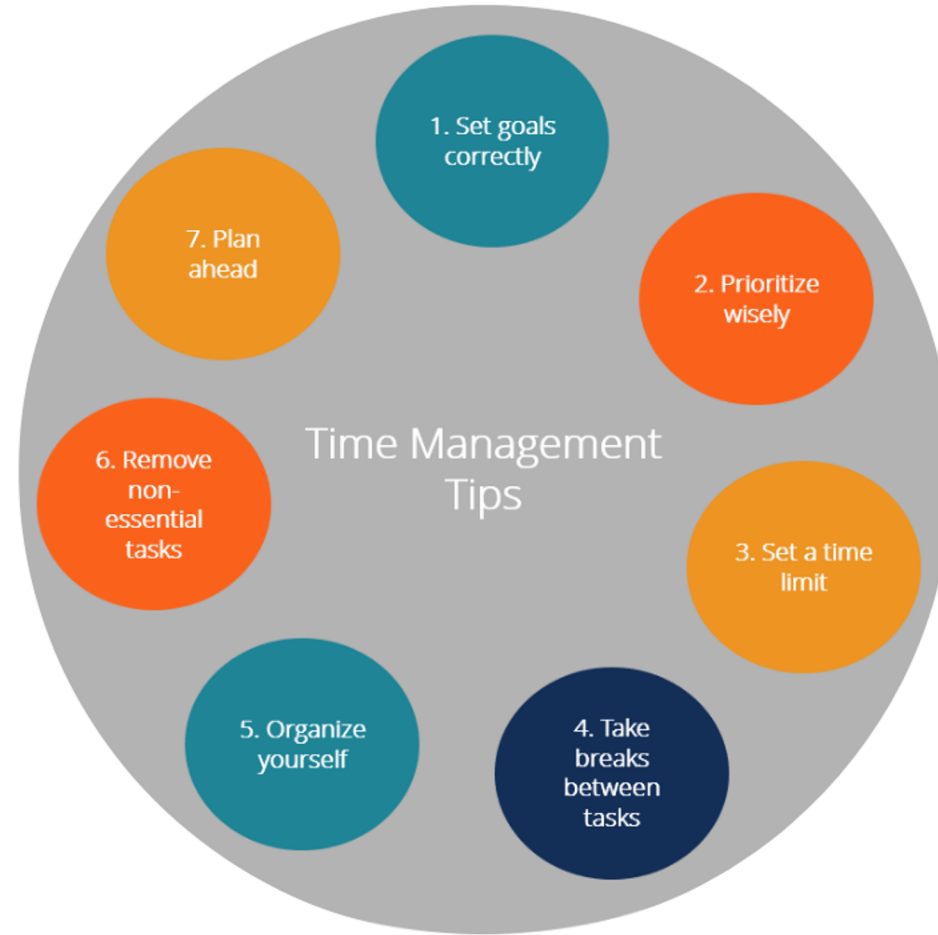 1. Set goals
correctly
2. Prioritize
wisely
3. Set a time
limit
4. Take
breaks
between
tasks
5. Organize
yourself
6. Remove
non-
essential
tasks
7. Plan
ahead
Time Management
Tips